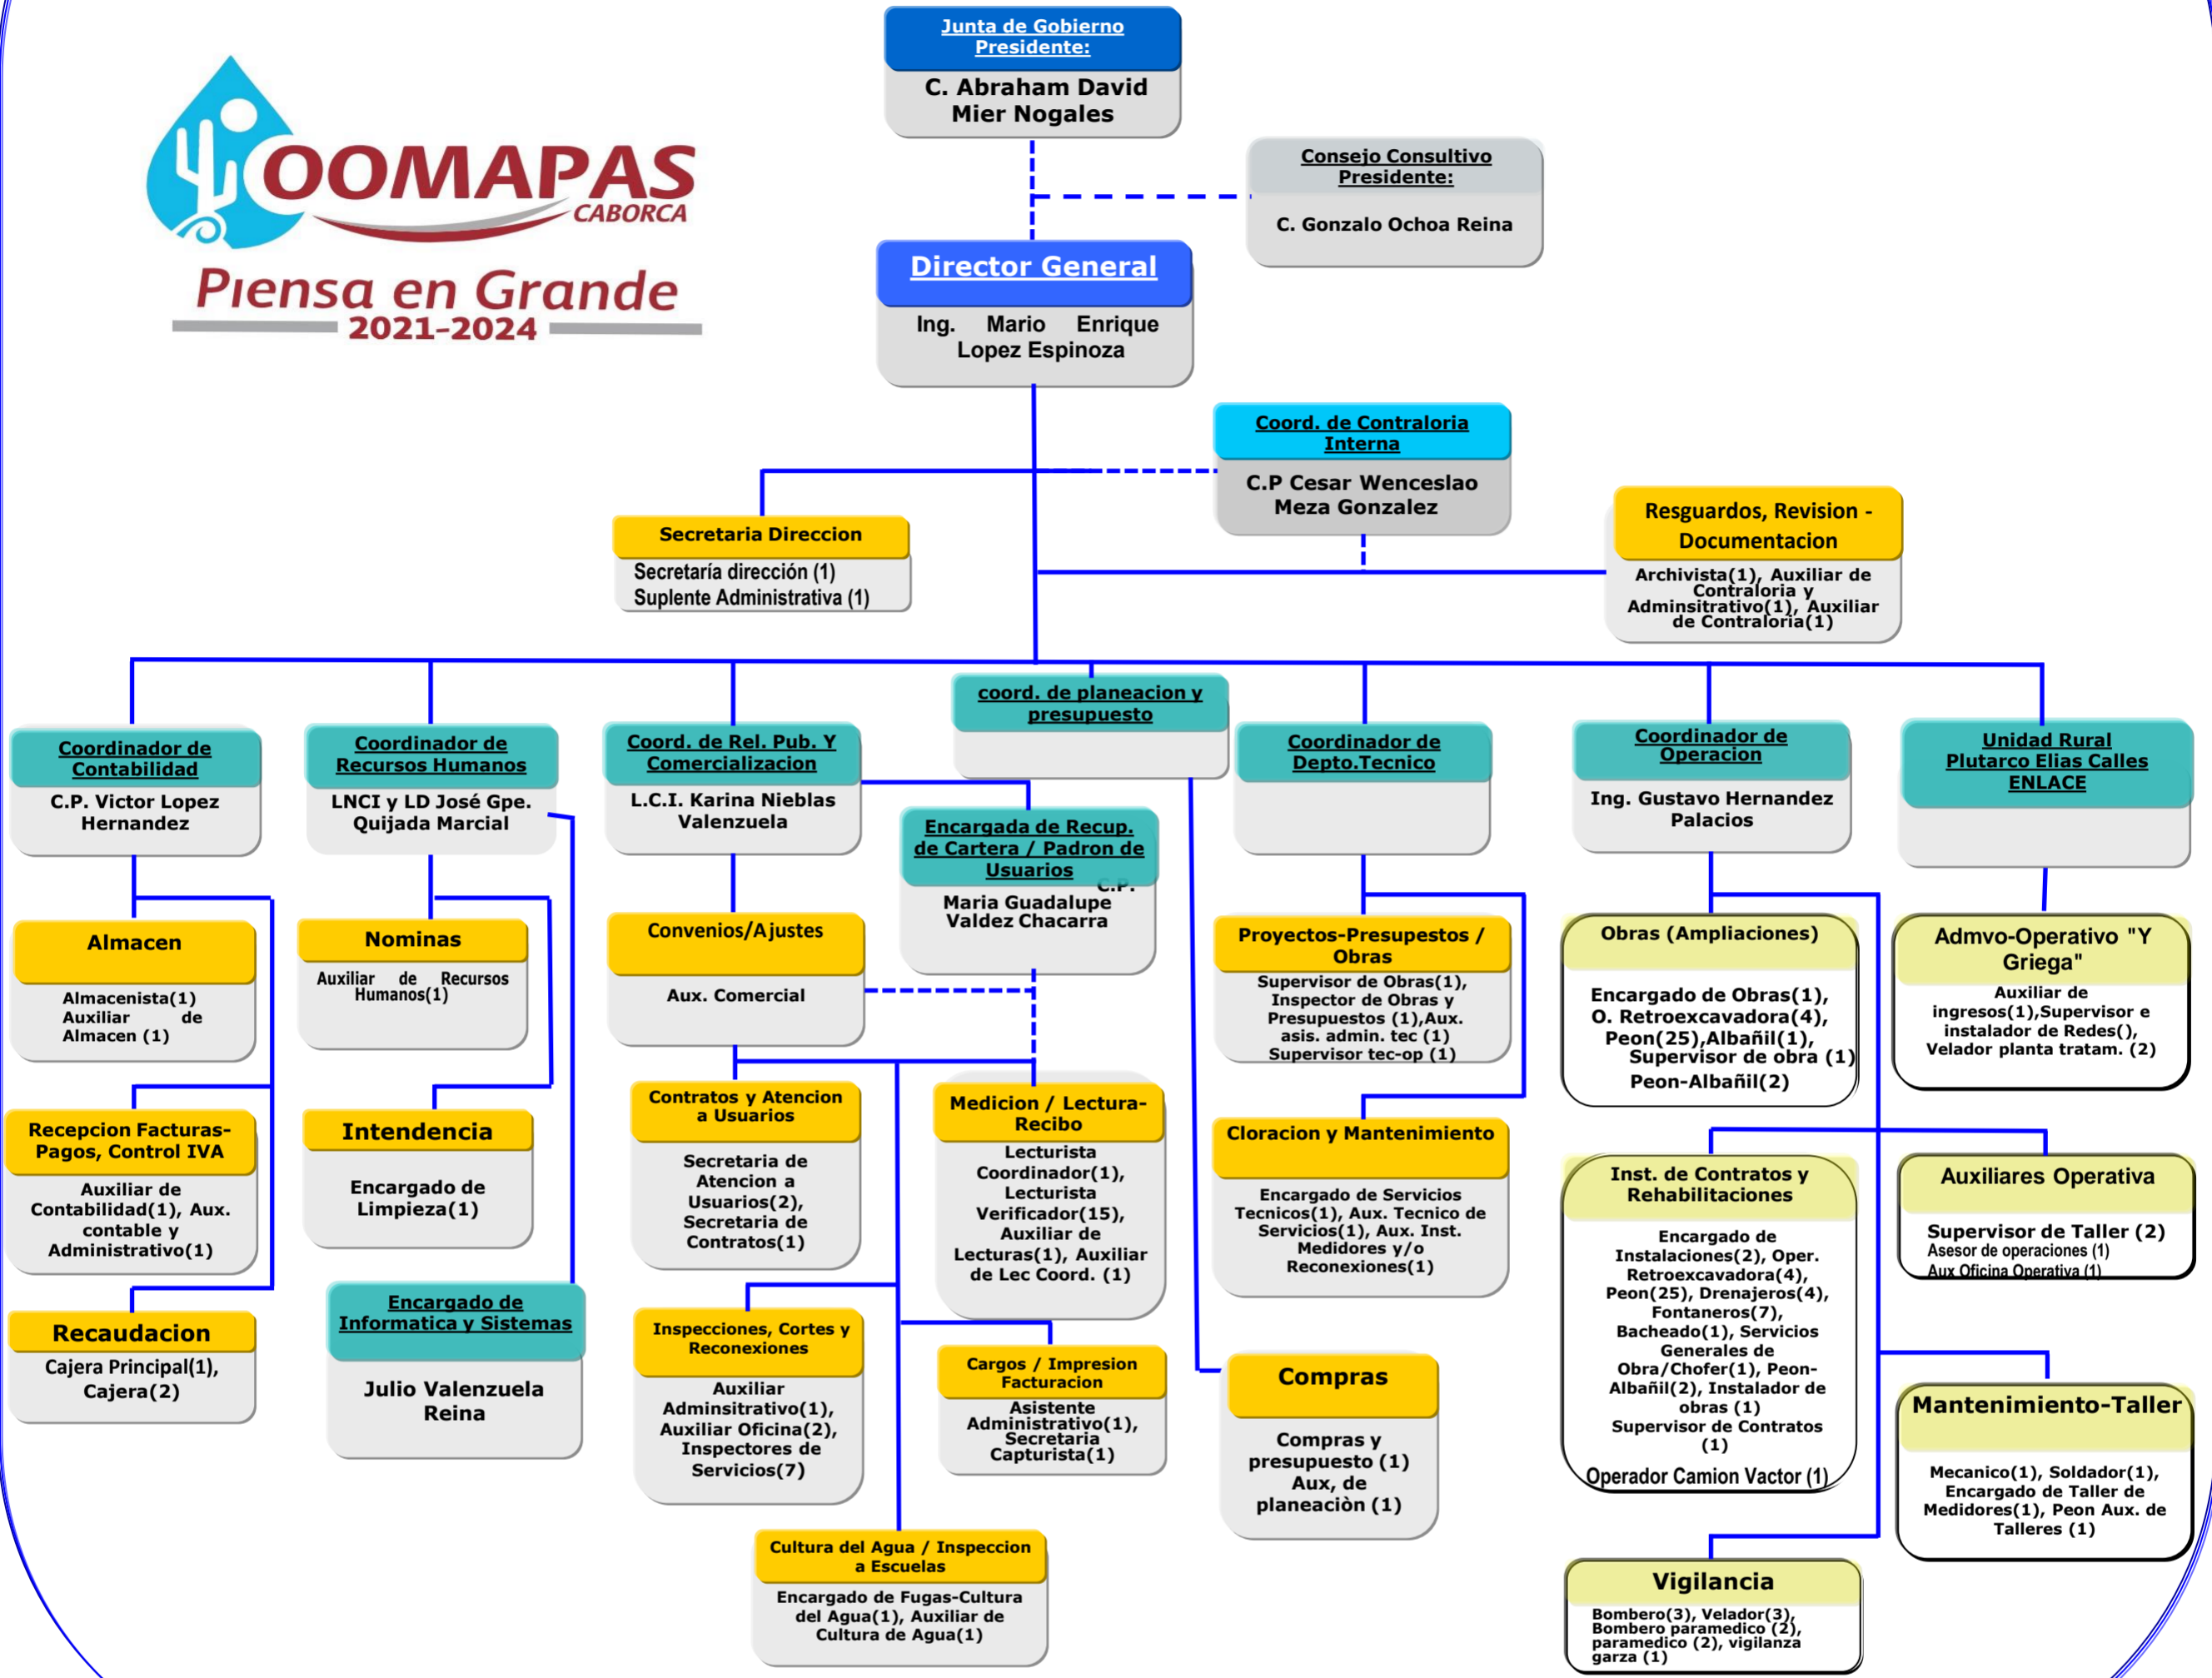 Junta de Gobierno
Presidente:
C. Abraham David
Mier Nogales
OOMAPAS
CABORCA
Piensa en Grande
2021-2024
Consejo Consultivo
Presidente:
C. Gonzalo Ochoa Reina
Director General
Ing. Mario Enrique
Lopez Espinoza
Coord. de Contraloria
Interna
C.P Cesar Wenceslao
Meza Gonzalez
Secretaria Direccion
Secretaría dirección (1)
Suplente Administrativa (1)
Resguardos, Revision -
Documentacion
Archivista(1), Auxiliar de
Contraloria y
Adminsitrativo(1), Auxiliar
de Contraloria(1)
Coordinador de
Contabilidad
C.P. Victor Lopez
Hernandez
Coordinador de
Recursos Humanos
LNCI y LD José Gpe.
Quijada Marcial
Coord. de Rel. Pub. Y
Comercializacion
L.C.I. Karina Nieblas
Valenzuela
coord. de planeacion y
presupuesto
Encargada de Recup.
de Cartera / Padron de
Usuarios
C.P.
Maria Guadalupe
Valdez Chacarra
Coordinador de
Depto.Tecnico
Coordinador de
Operacion
Ing. Gustavo Hernandez
Palacios
Unidad Rural
Plutarco Elias Calles
ENLACE
Almacen
Almacenista(1)
Auxiliar de
Almacen (1)
Nominas
Auxiliar de Recursos
Humanos(1)
Convenios/Ajustes
Aux. Comercial
Proyectos-Presupestos /
Obras
Supervisor de Obras(1),
Inspector de Obras y
Presupuestos (1),Aux.
asis. admin. tec (1)
Supervisor tec-op (1)
Obras (Ampliaciones)
Encargado de Obras(1),
O. Retroexcavadora(4),
Peon(25),Albañil(1),
Supervisor de obra (1)
Peon-Albañil(2)
Admvo-Operativo "Y
Griega"
Auxiliar de
ingresos(1),Supervisor e
instalador de Redes(),
Velador planta tratam. (2)
Recepcion Facturas-
Pagos, Control IVA
Auxiliar de
Contabilidad(1), Aux.
contable y
Administrativo(1)
Intendencia
Encargado de
Limpieza(1)
Contratos y Atencion
a Usuarios
Secretaria de
Atencion a
Usuarios(2),
Secretaria de
Contratos(1)
Medicion / Lectura-
Recibo
Lecturista
Coordinador(1),
Lecturista
Verificador(15),
Auxiliar de
Lecturas(1), Auxiliar
de Lec Coord. (1)
Cloracion y Mantenimiento
Encargado de Servicios
Tecnicos(1), Aux. Tecnico de
Servicios(1), Aux. Inst.
Medidores y/o
Reconexiones(1)
Inst. de Contratos y
Rehabilitaciones
Encargado de
Instalaciones(2), Oper.
Retroexcavadora(4),
Peon(25), Drenajeros(4),
Fontaneros(7),
Bacheado(1), Servicios
Generales de
Obra/Chofer(1), Peon-
Albañil(2), Instalador de
obras (1)
Supervisor de Contratos
(1)
Operador Camion Vactor (1)
Auxiliares Operativa
Supervisor de Taller (2)
Asesor de operaciones (1)
Aux Oficina Operativa (1)
Recaudacion
Cajera Principal(1),
Cajera(2)
Encargado de
Informatica y Sistemas
Julio Valenzuela
Reina
Inspecciones, Cortes y
Reconexiones
Auxiliar
Adminsitrativo(1),
Auxiliar Oficina(2),
Inspectores de
Servicios(7)
Cargos / Impresion
Facturacion
Asistente
Administrativo(1),
Secretaria
Capturista(1)
Compras
Compras y
presupuesto (1)
Aux, de
planeaciòn (1)
Mantenimiento-Taller
Mecanico(1), Soldador(1),
Encargado de Taller de
Medidores(1), Peon Aux. de
Talleres (1)
Cultura del Agua / Inspeccion
a Escuelas
Encargado de Fugas-Cultura
del Agua(1), Auxiliar de
Cultura de Agua(1)
Vigilancia
Bombero(3), Velador(3),
Bombero paramedico (2),
paramedico (2), vigilanza
garza (1)